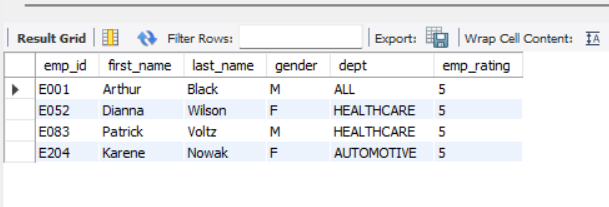 Result Grid Filter Rows: Export: Wrap Cell Content: IA
emp_id first_name last_name gender dept emp_rating
E001 Arthur Black M ALL 5
E052 Dianna Wilson F HEALTHCARE 5
E083 Patrick Voltz M HEALTHCARE 5
E204 Karene Nowak F AUTOMOTIVE 5